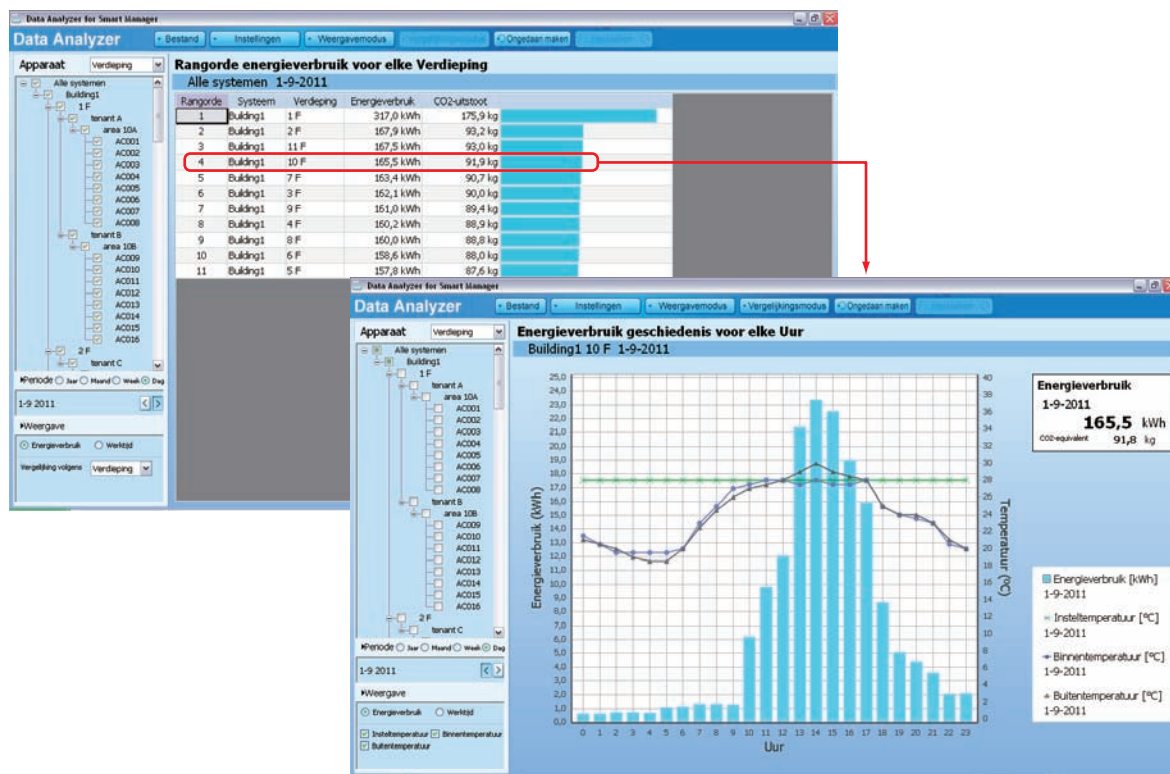 Data Analyzer for Smart Manager
Data Analyzer
Bestand
Instellingen
Weergavemodus
Ongedaan maken
Apparaat
Verdieping
Alle systemen
Building1
1 F
tenant A
area 10A
AC001
AC002
AC003
AC004
AC005
AC006
AC007
AC008
tenant B
area 10B
AC009
AC010
AC011
AC012
AC013
AC014
AC015
AC016
2 F
tenant C
Periode Jaar Maand Week Dag
1-9 2011
Weergave
Energieverbruik Werktijd
Vergelijking volgens Verdieping
Rangorde energieverbruik voor elke Verdieping
Alle systemen 1-9-2011
Rangorde Systeem Verdeping Energieverbruik CO2-uitstoot
1 Building1 1 F 317,0 kWh 175,9 kg
2 Building1 2 F 167,9 kWh 93,2 kg
3 Building1 11 F 167,5 kWh 93,0 kg
4 Building1 10 F 165,5 kWh 91,9 kg
5 Building1 7 F 163,4 kWh 90,7 kg
6 Building1 3 F 162,1 kWh 90,0 kg
7 Building1 9 F 161,0 kWh 89,4 kg
8 Building1 4 F 160,2 kWh 88,9 kg
9 Building1 8 F 160,0 kWh 88,8 kg
10 Building1 6 F 158,6 kWh 88,0 kg
11 Building1 5 F 157,8 kWh 87,6 kg
Data Analyzer for Smart Manager
Data Analyzer
Bestand
Instellingen
Weergavemodus
Vergelijkingsmodus
Ongedaan maken
Apparaat
Verdieping
Alle systemen
Building1
1 F
tenant A
area 10A
AC001
AC002
AC003
AC004
AC005
AC006
AC007
AC008
tenant B
area 10B
AC009
AC010
AC011
AC012
AC013
AC014
AC015
AC016
2 F
tenant C
Periode Jaar Maand Week Dag
1-9 2011
Weergave
Energieverbruik Werktijd
Insteltemperatuur Binnentemperatuur
Buitentemperatuur
Energieverbruik geschiedenis voor elke Uur
Building1 10 F 1-9-2011
Energieverbruik (kWh)
25,0
24,0
23,0
22,0
21,0
20,0
19,0
18,0
17,0
16,0
15,0
14,0
13,0
12,0
11,0
10,0
9,0
8,0
7,0
6,0
5,0
4,0
3,0
2,0
1,0
0,0
0 1 2 3 4 5 6 7 8 9 10 11 12 13 14 15 16 17 18 19 20 21 22 23
Uur
40
38
36
34
32
30
28
26
24
22
20
18
16
14
12
10
8
6
4
2
0
Temperatuur (°C)
Energieverbruik
1-9-2011
165,5 kWh
CO2-equivalent 91,8 kg
Energieverbruik [kWh]
1-9-2011
Insteltemperatuur [°C]
1-9-2011
Binnentemperatuur [°C]
1-9-2011
Buitentemperatuur [°C]
1-9-2011